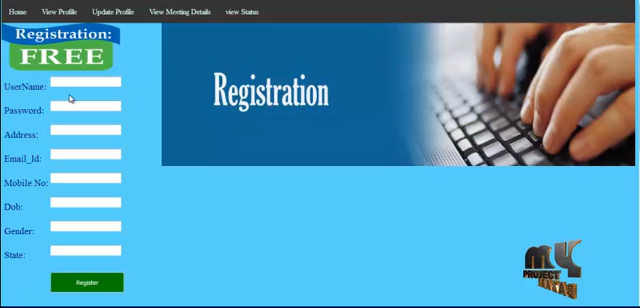 Home View Profile Update Profile View Meeting Details view Status
Registration:
FREE
Registration
UserName:
Password:
Address:
Email_Id:
Mobile No:
Dob:
Gender:
State:
Register
PROJECT